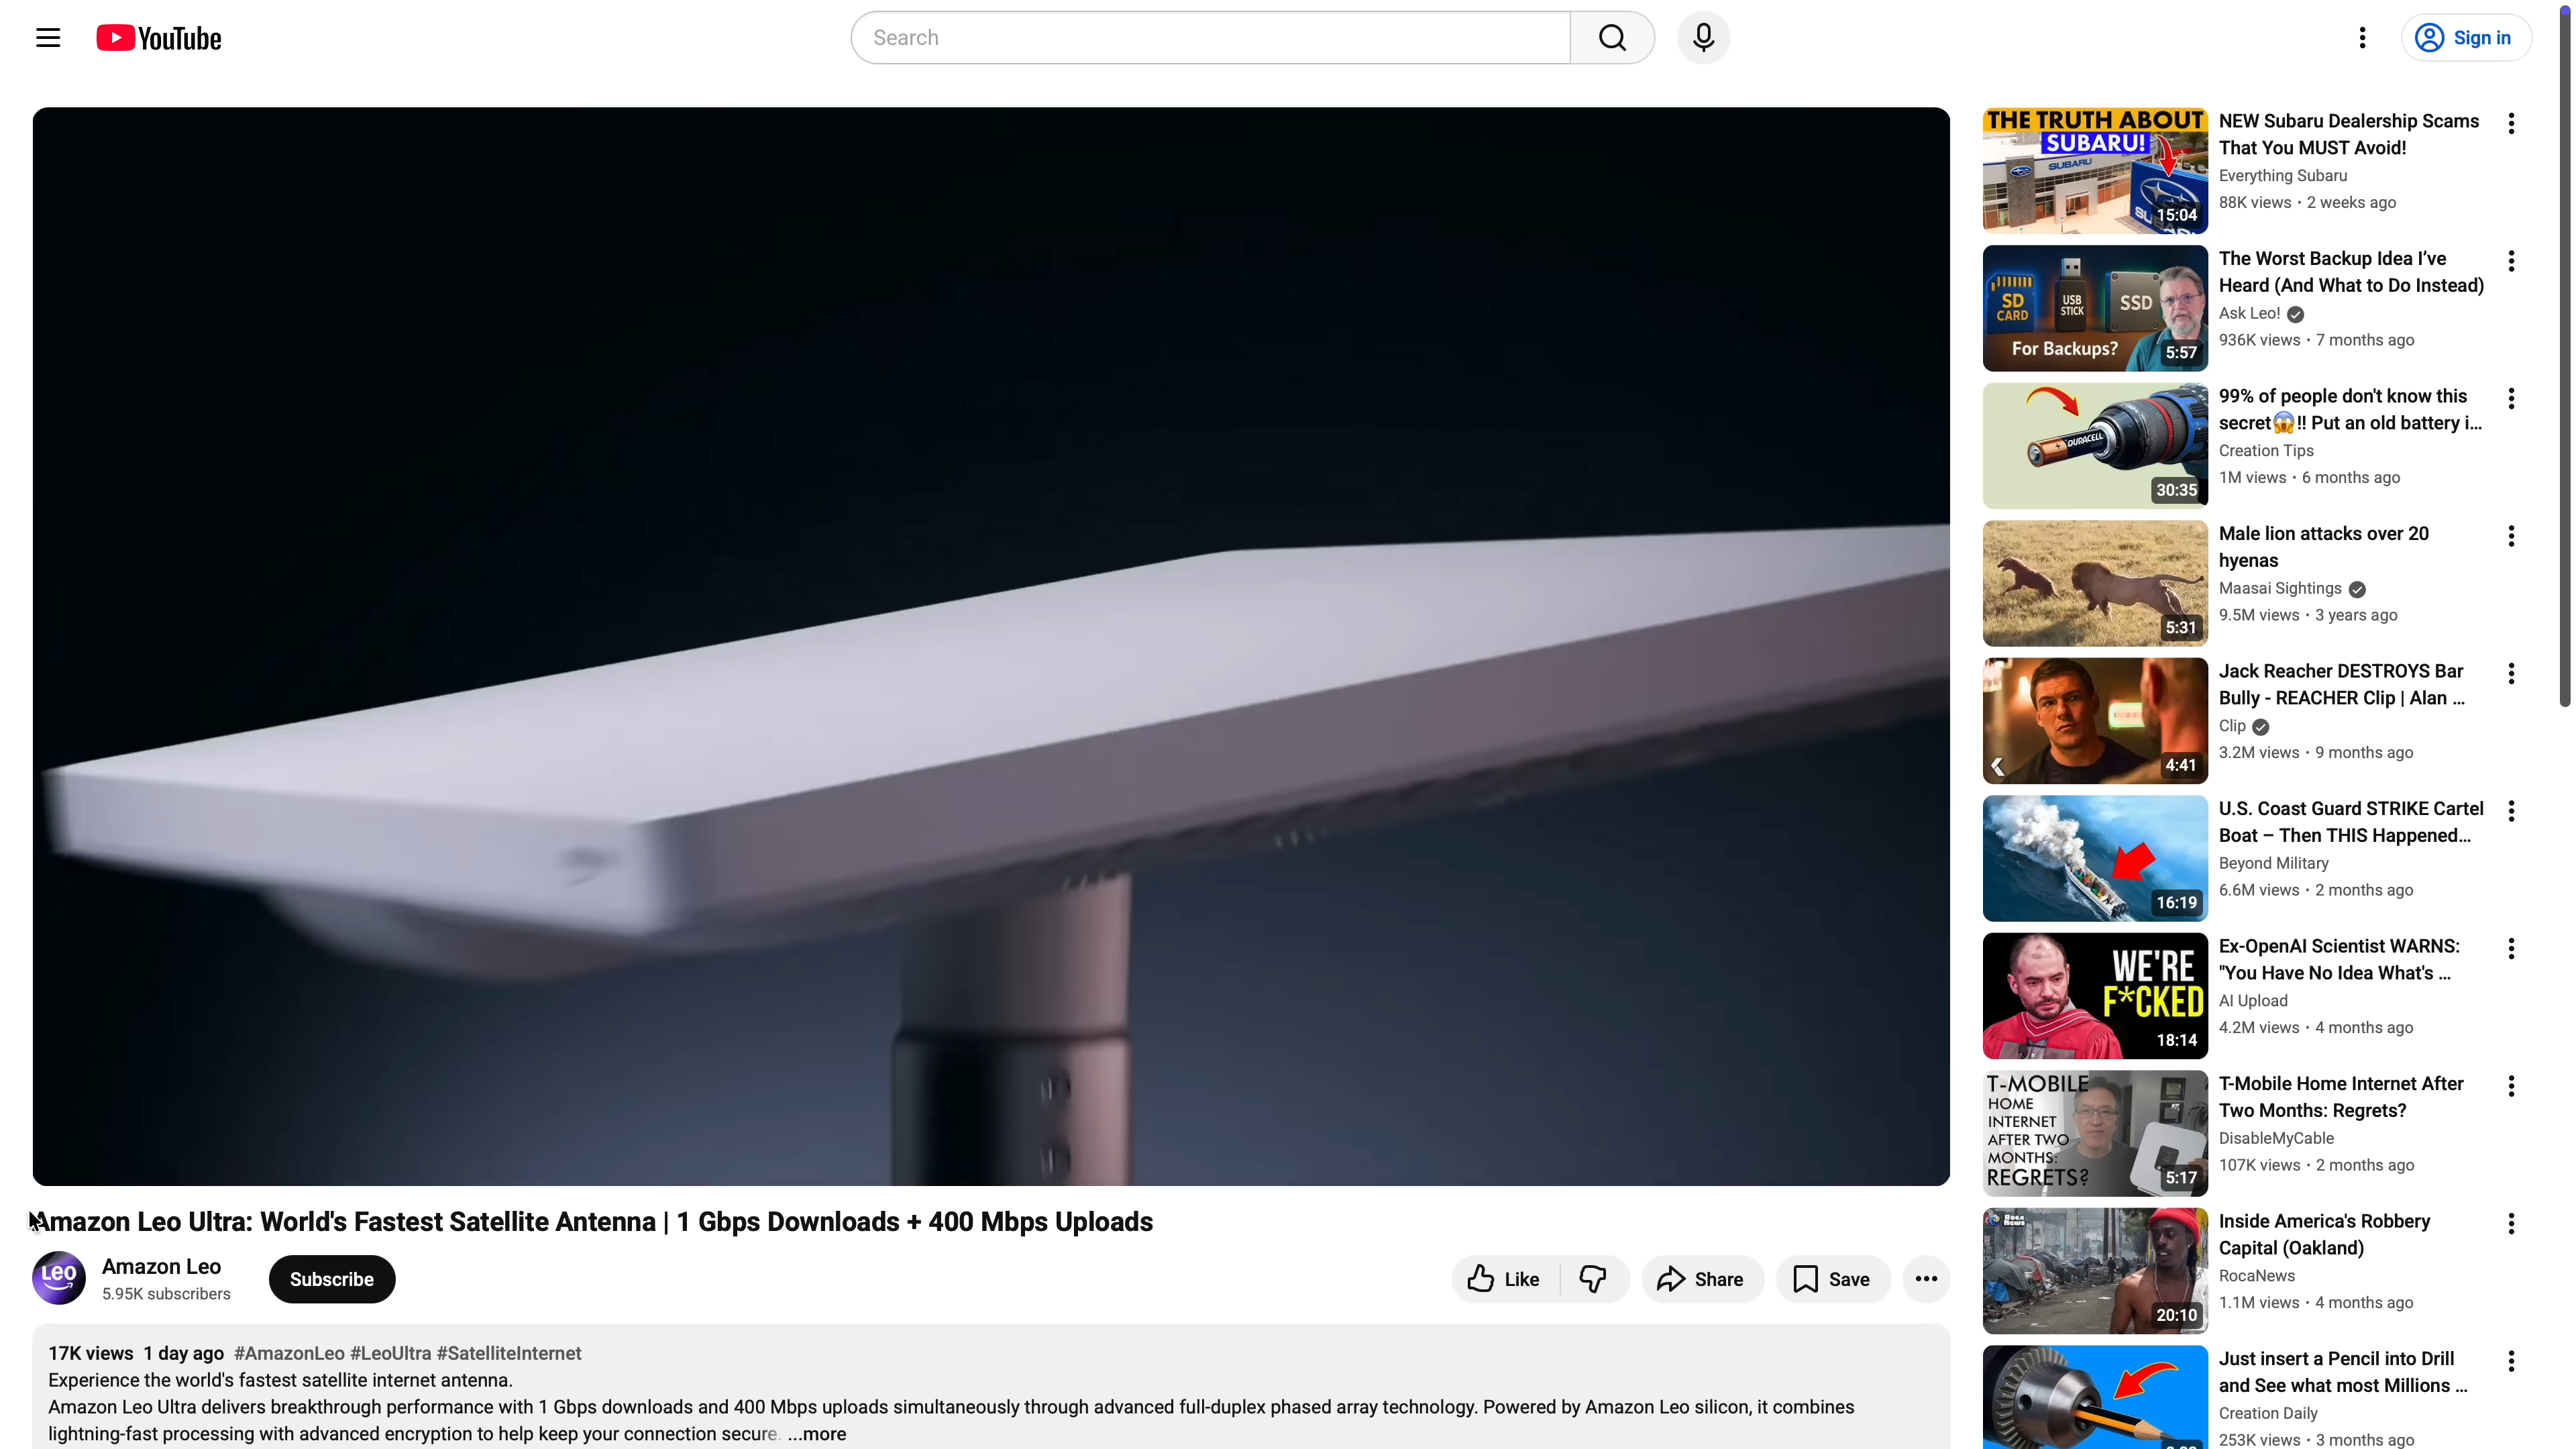 YouTube
Search
Sign in
Amazon Leo Ultra: World's Fastest Satellite Antenna | 1 Gbps Downloads + 400 Mbps Uploads
Leo
Amazon Leo
5.95K subscribers
Subscribe
Like
Share
Save
17K views 1 day ago #AmazonLeo #LeoUltra #SatelliteInternet
Experience the world's fastest satellite internet antenna.
Amazon Leo Ultra delivers breakthrough performance with 1 Gbps downloads and 400 Mbps uploads simultaneously through advanced full-duplex phased array technology. Powered by Amazon Leo silicon, it combines
lightning-fast processing with advanced encryption to help keep your connection secure. ...more
THE TRUTH ABOUT
SUBARU!
SUBARU
15:04
NEW Subaru Dealership Scams
That You MUST Avoid!
Everything Subaru
88K views • 2 weeks ago
SD
CARD
USB
STICK
SSD
For Backups?
5:57
The Worst Backup Idea I’ve
Heard (And What to Do Instead)
Ask Leo!
936K views • 7 months ago
DURACELL
30:35
99% of people don't know this
secret😱!! Put an old battery i...
Creation Tips
1M views • 6 months ago
5:31
Male lion attacks over 20
hyenas
Maasai Sightings
9.5M views • 3 years ago
4:41
Jack Reacher DESTROYS Bar
Bully - REACHER Clip | Alan ...
Clip
3.2M views • 9 months ago
16:19
U.S. Coast Guard STRIKE Cartel
Boat – Then THIS Happened...
Beyond Military
6.6M views • 2 months ago
WE'RE
F*CKED
18:14
Ex-OpenAI Scientist WARNS:
"You Have No Idea What's ...
AI Upload
4.2M views • 4 months ago
T-MOBILE
HOME
INTERNET
AFTER TWO
MONTHS:
REGRETS?
5:17
T-Mobile Home Internet After
Two Months: Regrets?
DisableMyCable
107K views • 2 months ago
Roca
News
20:10
Inside America's Robbery
Capital (Oakland)
RocaNews
1.1M views • 4 months ago
Just insert a Pencil into Drill
and See what most Millions ...
Creation Daily
253K views • 3 months ago